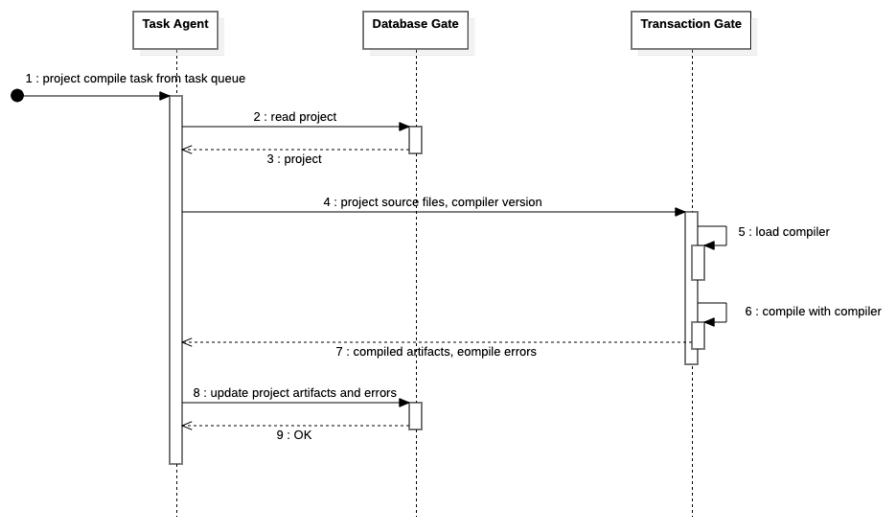 Task Agent
Database Gate
Transaction Gate
1 : project compile task from task queue
2 : read project
3 : project
4 : project source files, compiler version
5 : load compiler
6 : compile with compiler
7 : compiled artifacts, eompile errors
8 : update project artifacts and errors
9 : OK